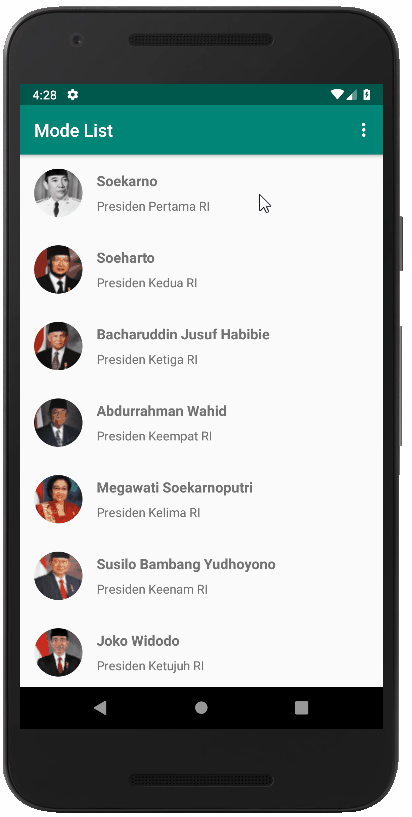 4:28
Mode List
Soekarno
Presiden Pertama RI
Soeharto
Presiden Kedua RI
Bacharuddin Jusuf Habibie
Presiden Ketiga RI
Abdurrahman Wahid
Presiden Keempat RI
Megawati Soekarnoputri
Presiden Kelima RI
Susilo Bambang Yudhoyono
Presiden Keenam RI
Joko Widodo
Presiden Ketujuh RI